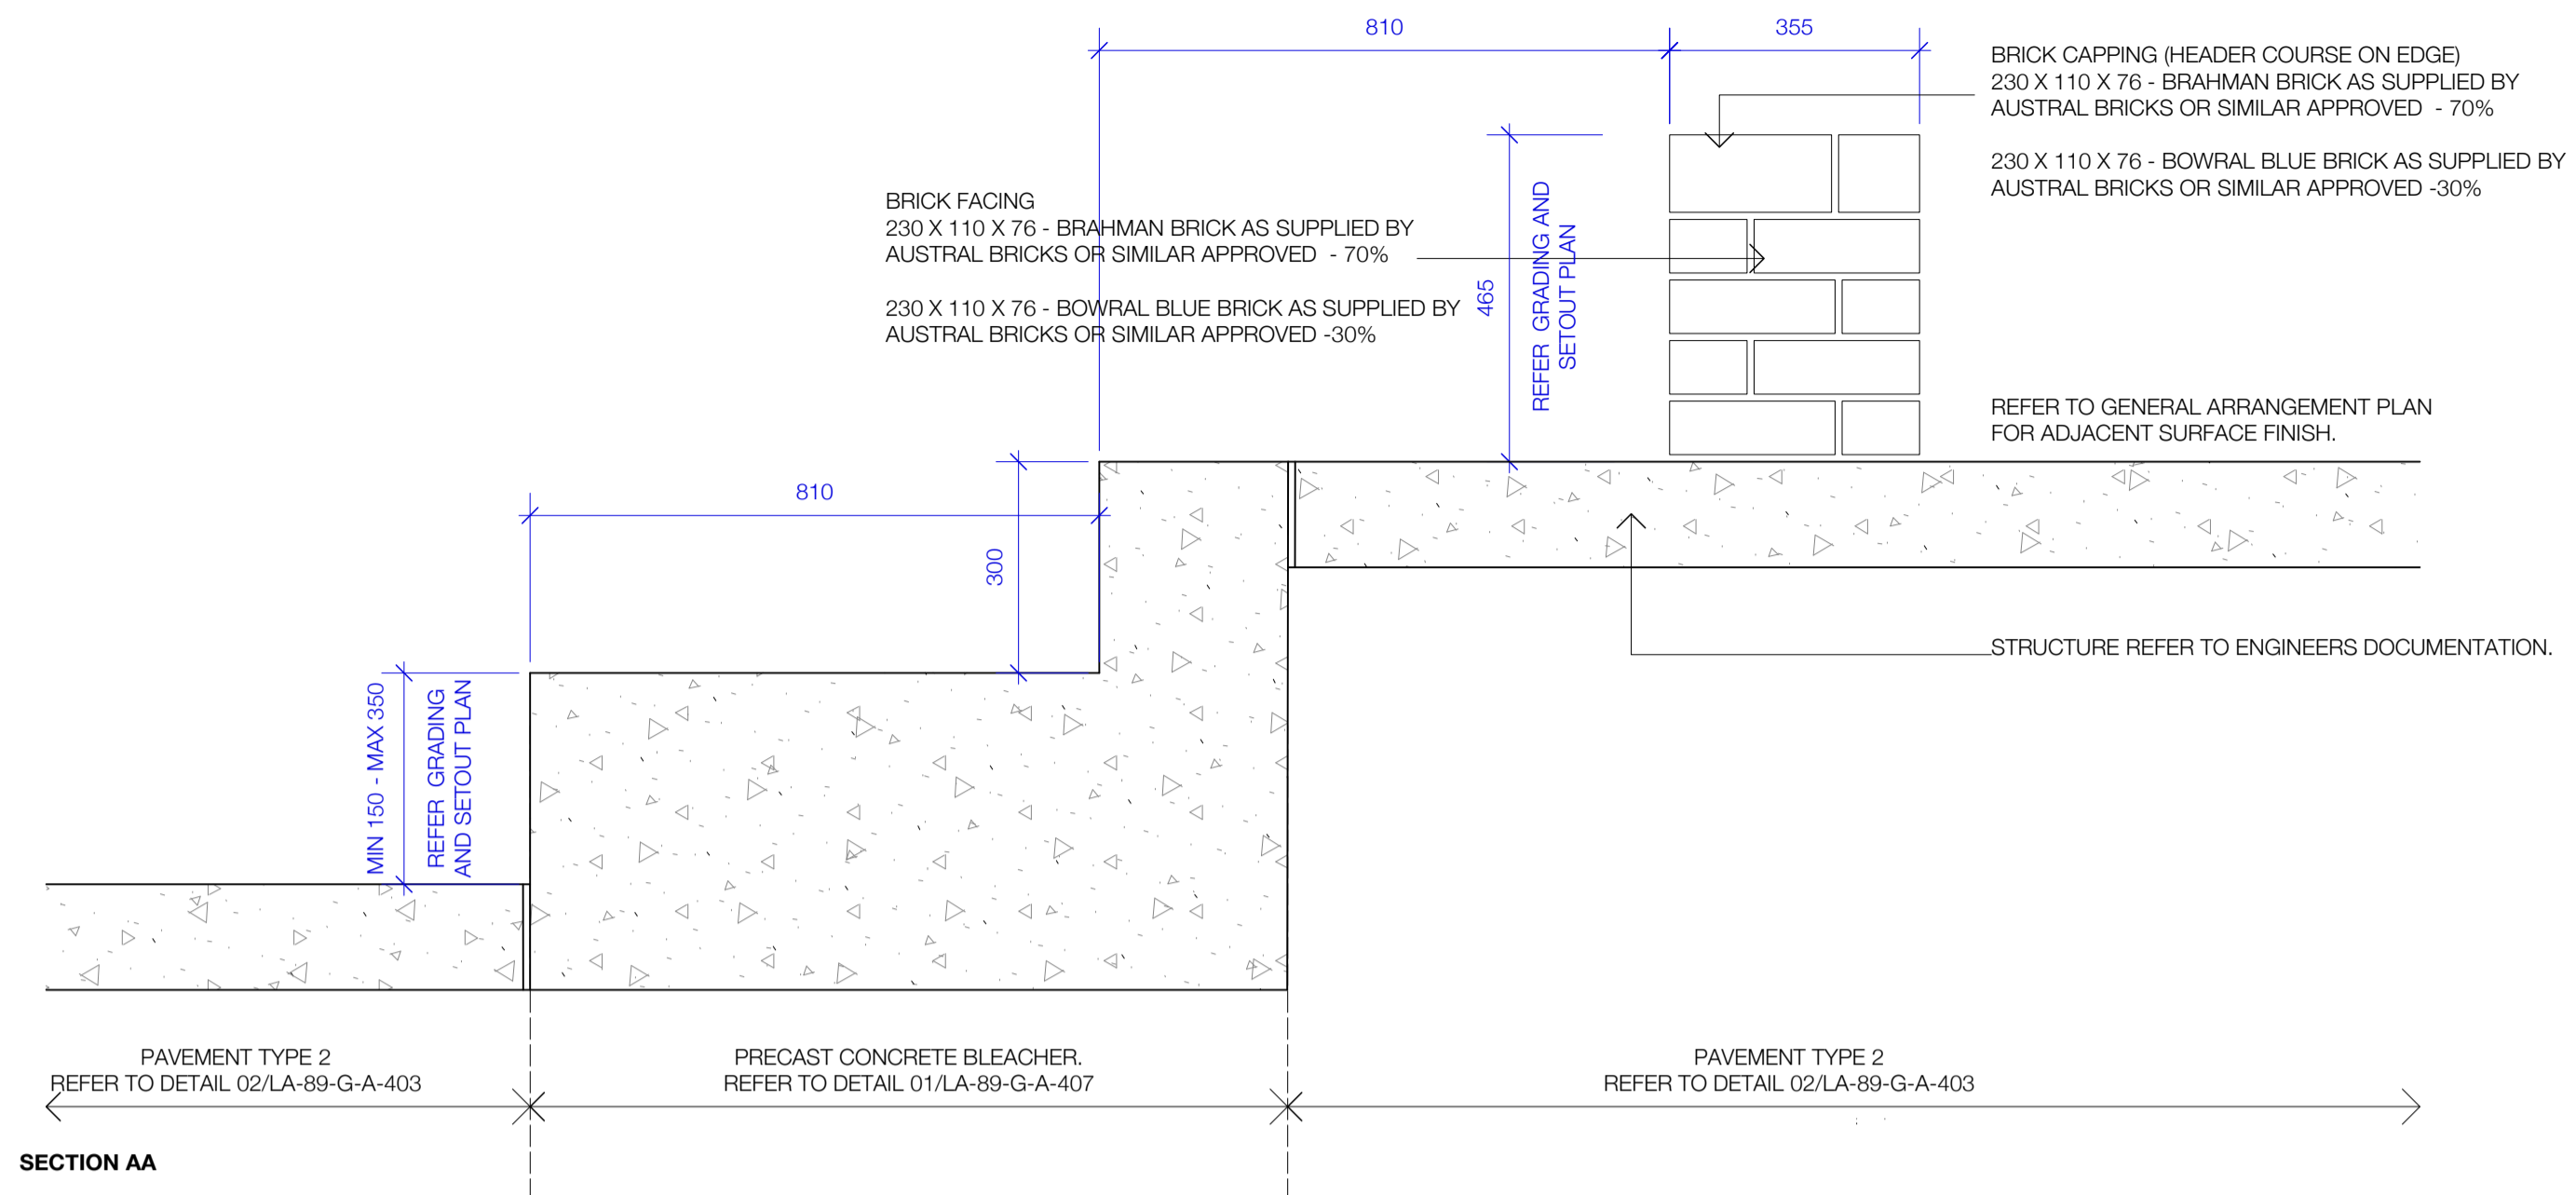 810
355
BRICK CAPPING (HEADER COURSE ON EDGE)
230 X 110 X 76 - BRAHMAN BRICK AS SUPPLIED BY
AUSTRAL BRICKS OR SIMILAR APPROVED - 70%
230 X 110 X 76 - BOWRAL BLUE BRICK AS SUPPLIED BY
AUSTRAL BRICKS OR SIMILAR APPROVED -30%
BRICK FACING
230 X 110 X 76 - BRAHMAN BRICK AS SUPPLIED BY
AUSTRAL BRICKS OR SIMILAR APPROVED - 70%
230 X 110 X 76 - BOWRAL BLUE BRICK AS SUPPLIED BY
AUSTRAL BRICKS OR SIMILAR APPROVED -30%
465
REFER GRADING AND
SETOUT PLAN
REFER TO GENERAL ARRANGEMENT PLAN
FOR ADJACENT SURFACE FINISH.
810
300
STRUCTURE REFER TO ENGINEERS DOCUMENTATION.
MIN 150 - MAX 350
REFER GRADING
AND SETOUT PLAN
PAVEMENT TYPE 2
REFER TO DETAIL 02/LA-89-G-A-403
PRECAST CONCRETE BLEACHER.
REFER TO DETAIL 01/LA-89-G-A-407
PAVEMENT TYPE 2
REFER TO DETAIL 02/LA-89-G-A-403
SECTION AA